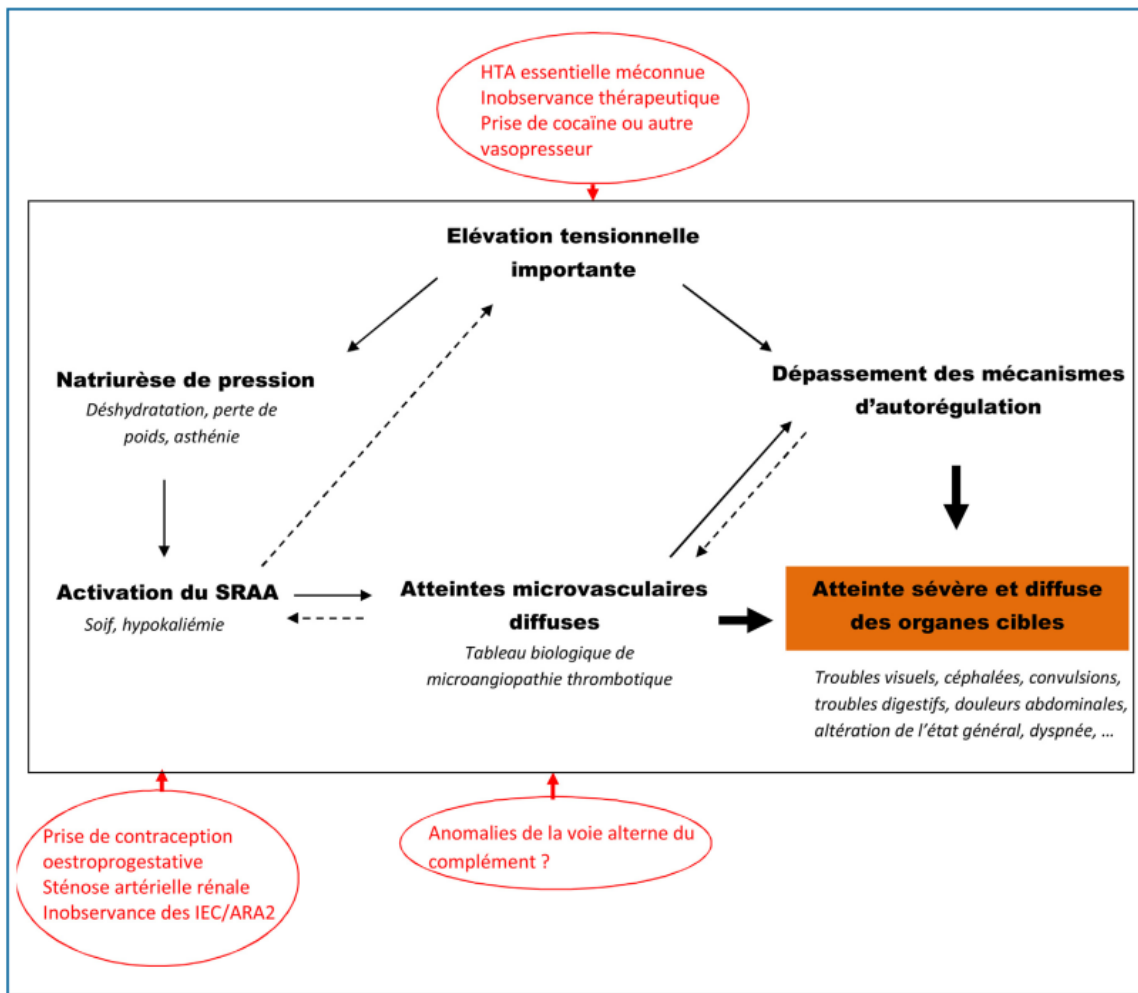 HTA essentielle méconnue
Inobservance thérapeutique
Prise de cocaïne ou autre
vasopresseur
Elévation tensionnelle
importante
Natriurèse de pression
Déshydratation, perte de
poids, asthénie
Dépassement des mécanismes
d'autorégulation
Activation du SRAA
Soif, hypokaliémie
Atteintes microvasculaires
diffuses
Tableau biologique de
microangiopathie thrombotique
Atteinte sévère et diffuse
des organes cibles
Troubles visuels, céphalées, convulsions,
troubles digestifs, douleurs abdominales,
altération de l'état général, dyspnée, ...
Prise de contraception
oestroprogestative
Sténose artérielle rénale
Inobservance des IEC/ARA2
Anomalies de la voie alterne du
complément ?